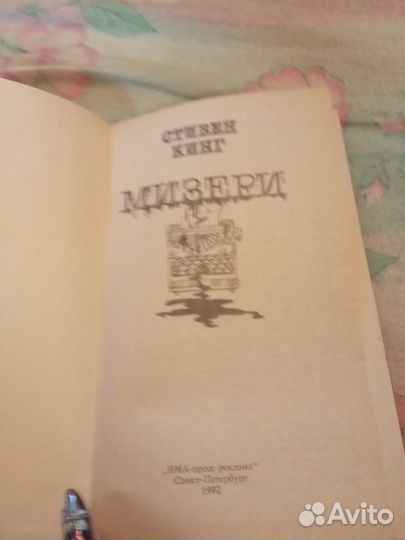 СТИВЕН
КИНГ
МИЗЕРИ
„ИМА-пресс-реклама“
Санкт-Петербург
1992
Avito